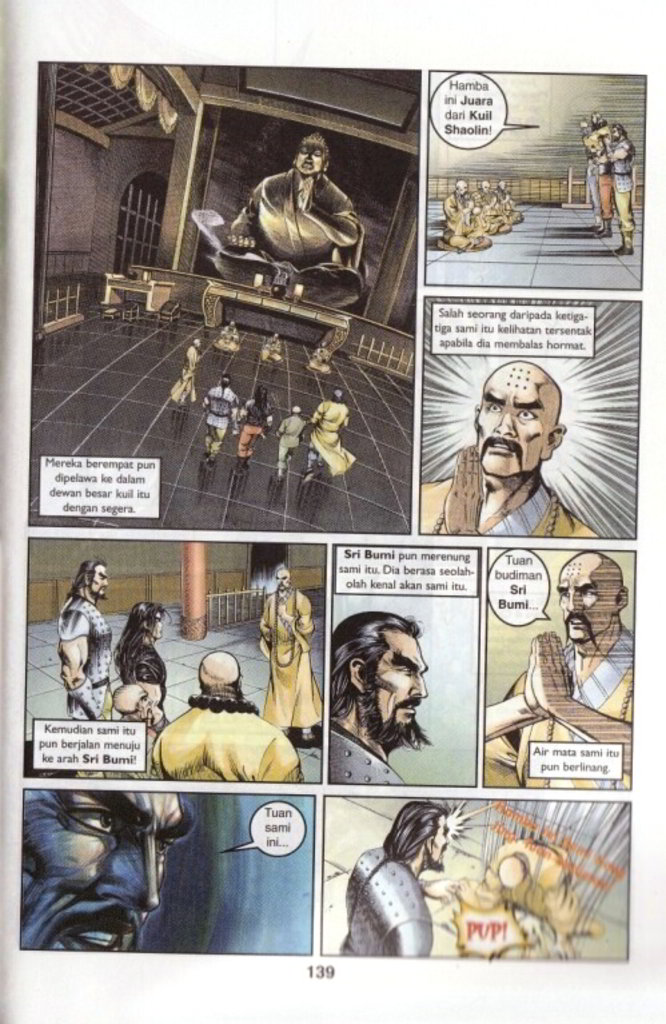 Mereka berempat pun
dipelawa ke dalam
dewan besar kuil itu
dengan segera.
Hamba
ini Juara
dari Kuil
Shaolin!
Salah seorang daripada ketiga-
tiga sami itu kelihatan tersentak
apabila dia membalas hormat.
Kemudian sami itu
pun berjalan menuju
ke arah Sri Bumi!
Sri Bumi pun merenung
sami itu. Dia berasa seolah-
olah kenal akan sami itu.
Tuan
budiman
Sri
Bumi...
Air mata sami itu
pun berlinang.
Tuan
sami
ini...
PUP!
139